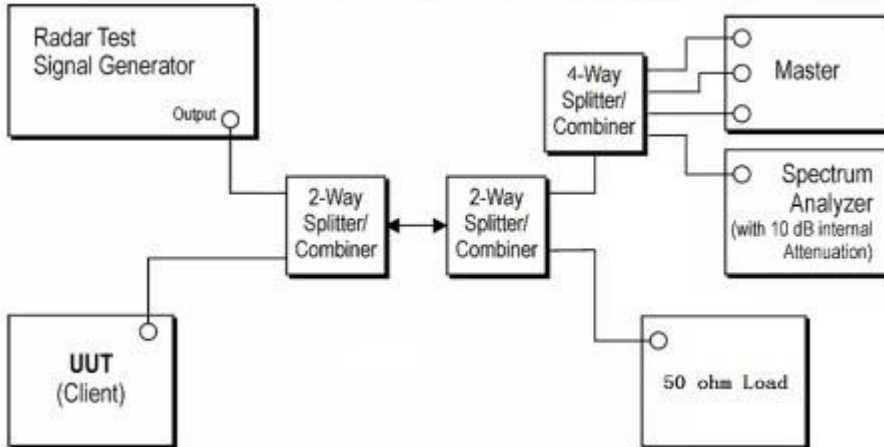 Radar Test
Signal Generator
Output
4-Way
Splitter/
Combiner
Master
Spectrum
Analyzer
(with 10 dB internal
Attenuation)
2-Way
Splitter/
Combiner
2-Way
Splitter/
Combiner
UUT
(Client)
50 ohm Load